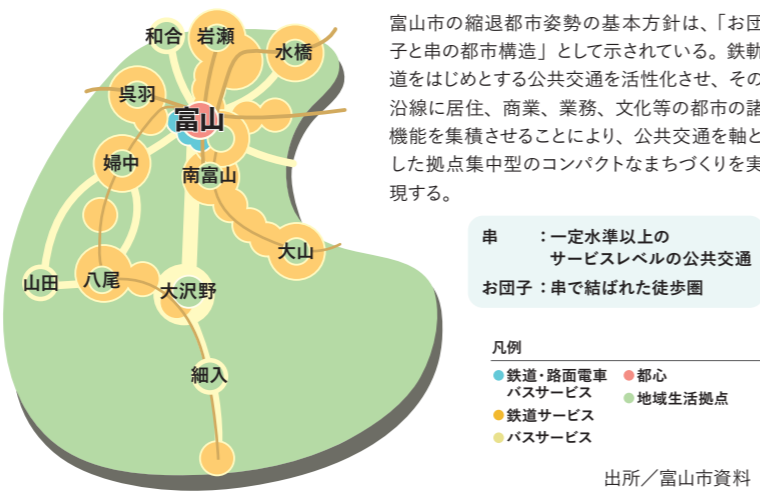 和合
岩瀬
水橋
呉羽
富山
婦中
南富山
大山
山田
八尾
大沢野
細入
富山市の縮退都市姿勢の基本方針は、「お団
子と串の都市構造」として示されている。鉄軌
道をはじめとする公共交通を活性化させ、その
沿線に居住、商業、業務、文化等の都市の諸
機能を集積させることにより、公共交通を軸と
した拠点集中型のコンパクトなまちづくりを実
現する。
串　　：一定水準以上の
サービスレベルの公共交通
お団子：串で結ばれた徒歩圏
凡例
鉄道・路面電車
バスサービス
鉄道サービス
バスサービス
都心
地域生活拠点
出所／富山市資料